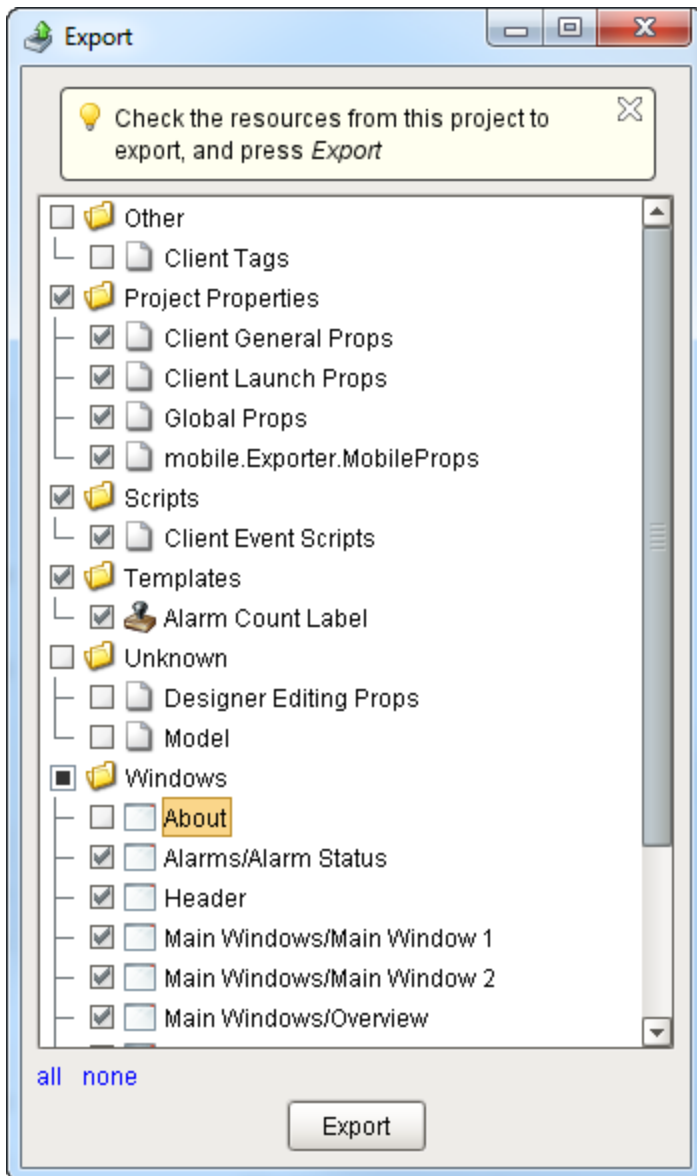 Export
Check the resources from this project to
export, and press Export
Other
Client Tags
Project Properties
Client General Props
Client Launch Props
Global Props
mobile.Exporter.MobileProps
Scripts
Client Event Scripts
Templates
Alarm Count Label
Unknown
Designer Editing Props
Model
Windows
About
Alarms/Alarm Status
Header
Main Windows/Main Window 1
Main Windows/Main Window 2
Main Windows/Overview
all none
Export